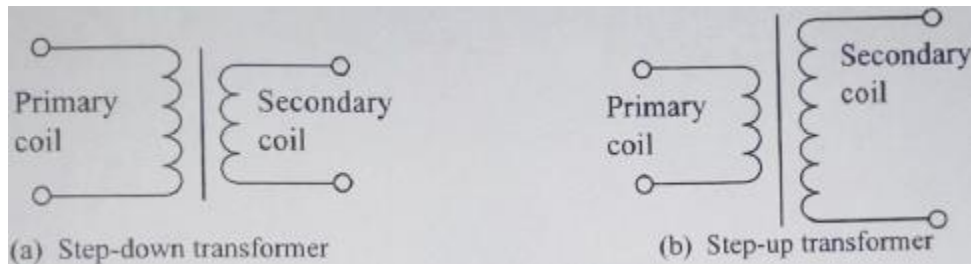 Primary
coil
Secondary
coil
(a) Step-down transformer
Primary
coil
Secondary
coil
(b) Step-up transformer